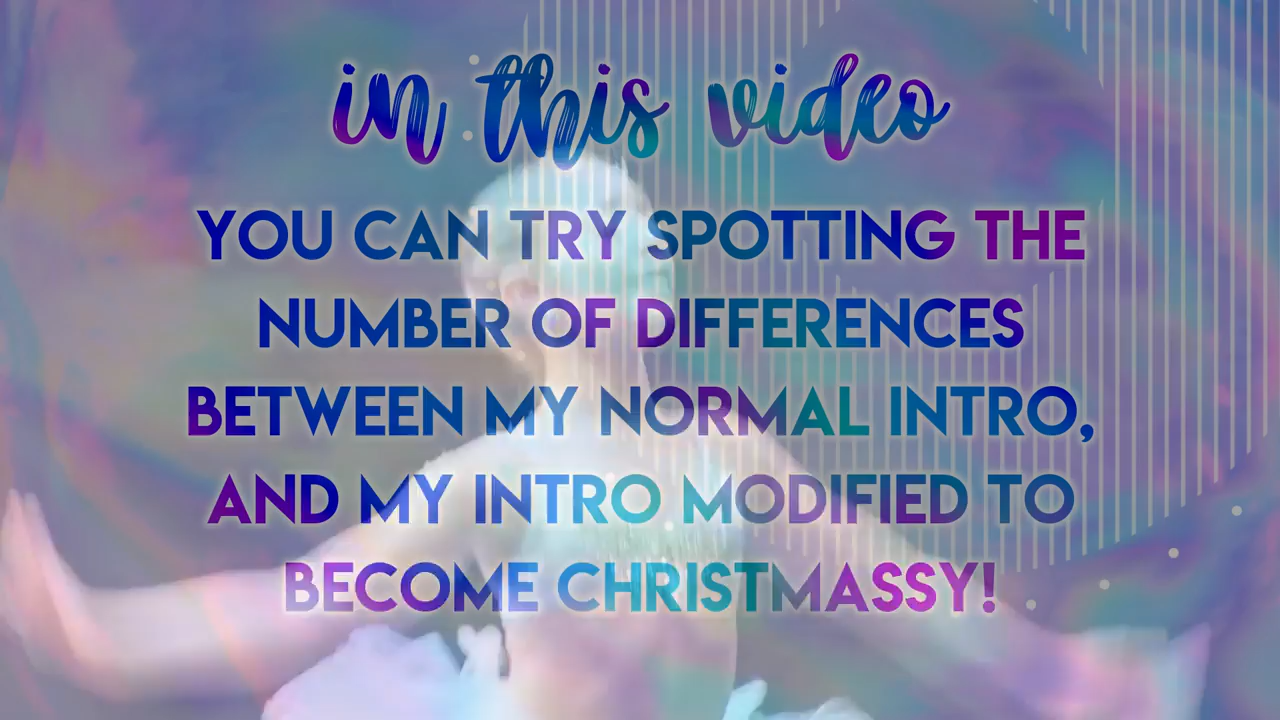 in this video
YOU CAN TRY SPOTTING THE
NUMBER OF DIFFERENCES
BETWEEN MY NORMAL INTRO,
AND MY INTRO MODIFIED TO
BECOME CHRISTMASSY!